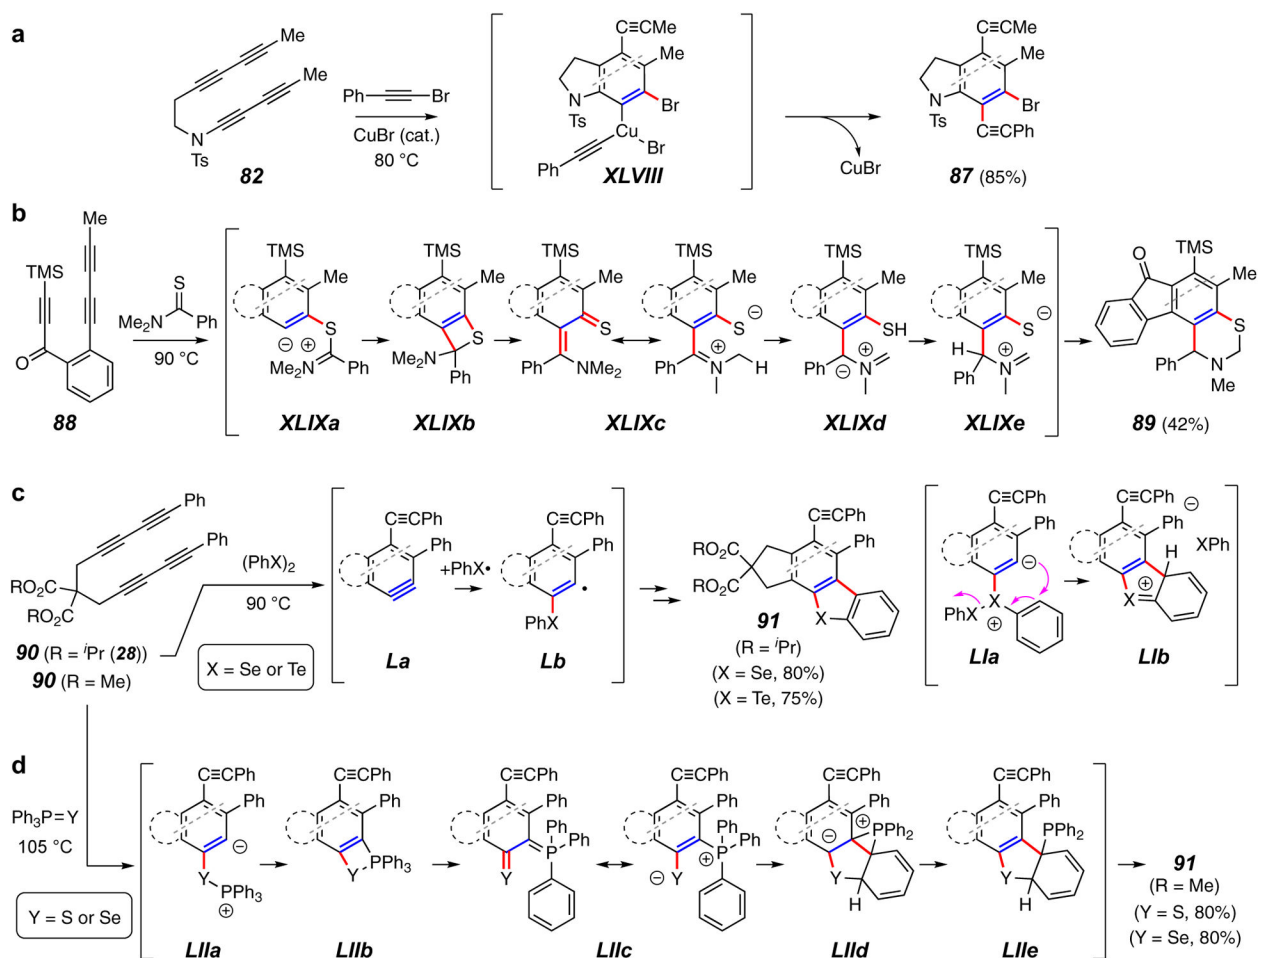 a
Me
Me
N
Ts
82
Ph
Br
CuBr (cat.)
80 °C
C≡CMe
Me
N
Ts
Br
Cu
Br
Ph
XLVIII
CuBr
C≡CMe
Me
N
Ts
Br
C≡CPh
87 (85%)
b
Me
TMS
O
88
S
Me2N
Ph
90 °C
TMS
Me
S
⊖
⊕
Me2N
Ph
XLIXa
TMS
Me
S
Me2N
Ph
XLIXb
TMS
Me
S
Ph
NMe2
XLIXc
TMS
Me
S
⊖
⊕
Ph
N
H
TMS
Me
SH
⊕
Ph
⊖
N
XLIXd
TMS
Me
S
⊖
H
⊕
Ph
N
XLIXe
O
TMS
Me
S
Ph
N
Me
89 (42%)
c
Ph
Ph
RO2C
RO2C
90 (R = iPr (28))
90 (R = Me)
(PhX)2
90 °C
X = Se or Te
C≡CPh
Ph
La
+PhX•
C≡CPh
Ph
•
PhX
Lb
C≡CPh
Ph
RO2C
RO2C
X
91
(R = iPr)
(X = Se, 80%)
(X = Te, 75%)
C≡CPh
Ph
⊖
PhX
X
⊕
LIa
C≡CPh
⊖
Ph
XPh
H
⊕
X
LIb
d
Ph3P=Y
105 °C
Y = S or Se
C≡CPh
Ph
⊖
Y
PPh3
⊕
LIIa
C≡CPh
Ph
Y
PPh3
LIIb
C≡CPh
Ph
Ph
Ph
P
Y
LIIc
C≡CPh
Ph
Ph
Ph
P
⊕
⊖
Y
C≡CPh
Ph
⊕
⊖
PPh2
Y
H
LIId
C≡CPh
Ph
PPh2
Y
H
LIIe
91
(R = Me)
(Y = S, 80%)
(Y = Se, 80%)